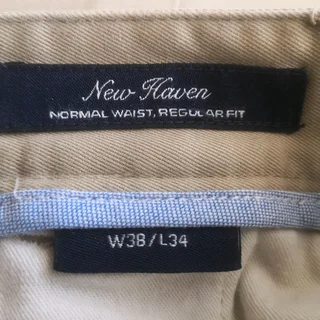 New Haven
NORMAL WAIST, REGULAR FIT
W38/L34